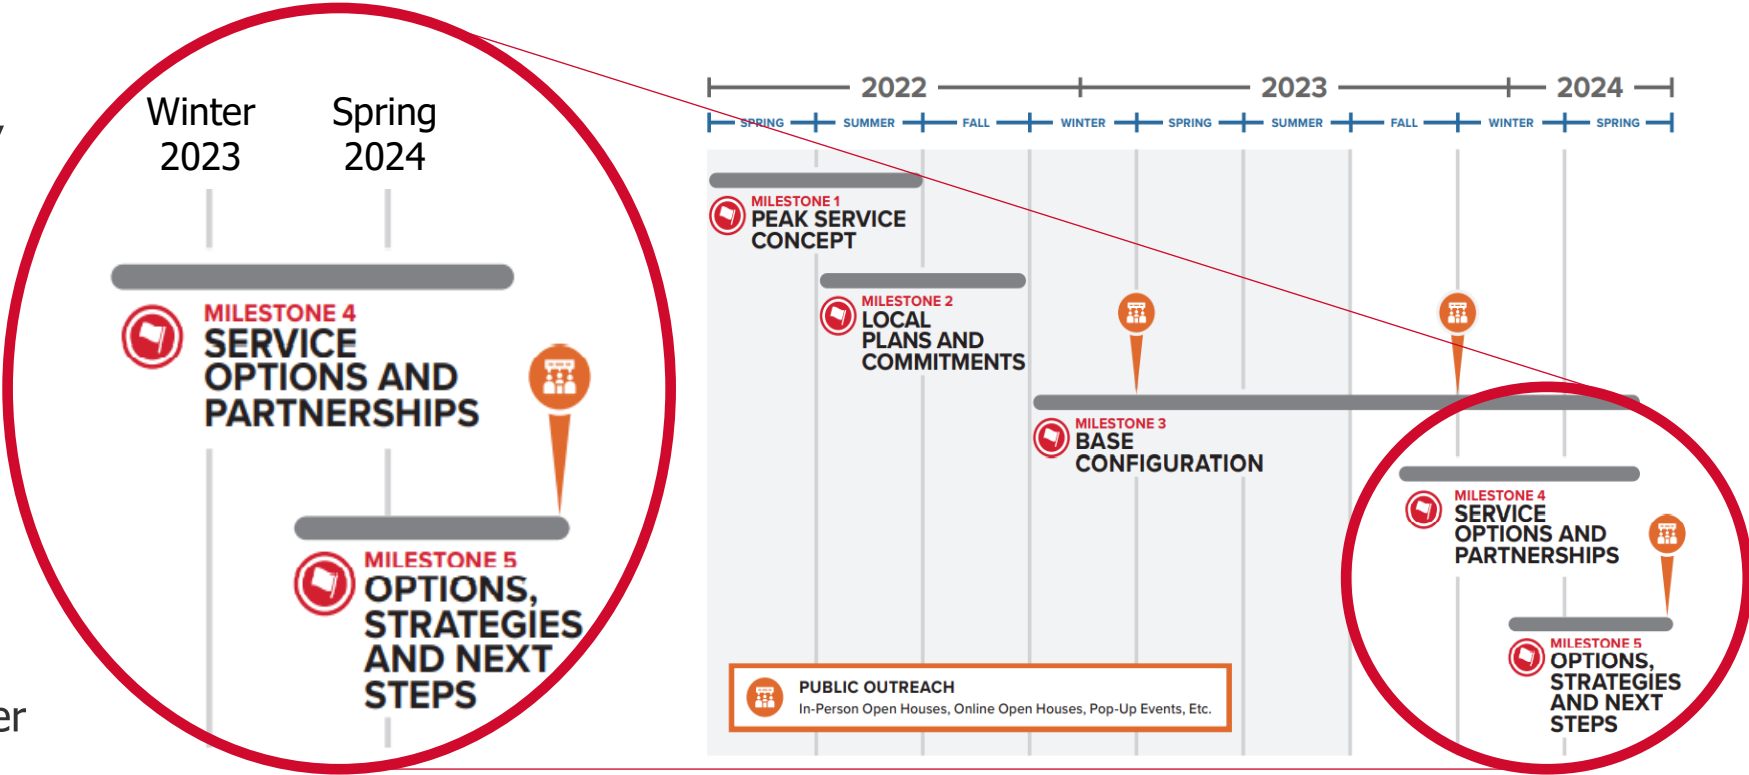 Winter
2023
Spring
2024
MILESTONE 4
SERVICE
OPTIONS AND
PARTNERSHIPS
MILESTONE 5
OPTIONS,
STRATEGIES
AND NEXT
STEPS
er
2022
2023
2024
SPRING
SUMMER
FALL
WINTER
SPRING
SUMMER
FALL
WINTER
SPRING
MILESTONE 1
PEAK SERVICE
CONCEPT
MILESTONE 2
LOCAL
PLANS AND
COMMITMENTS
MILESTONE 3
BASE
CONFIGURATION
MILESTONE 4
SERVICE
OPTIONS AND
PARTNERSHIPS
MILESTONE 5
OPTIONS,
STRATEGIES
AND NEXT
STEPS
PUBLIC OUTREACH
In-Person Open Houses, Online Open Houses, Pop-Up Events, Etc.